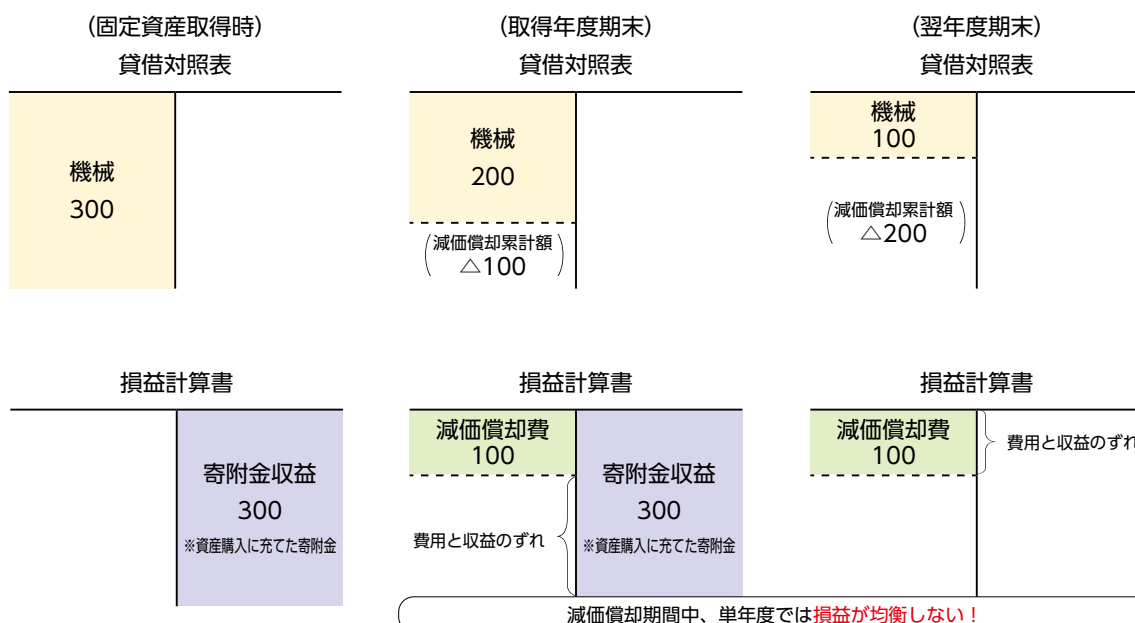 (固定資産取得時)
貸借対照表
機械
300
(取得年度期末)
貸借対照表
機械
200
(減価償却累計額
△100)
(翌年度期末)
貸借対照表
機械
100
(減価償却累計額
△200)
損益計算書
寄附金収益
300
※資産購入に充てた寄附金
損益計算書
減価償却費
100
費用と収益のずれ
寄附金収益
300
※資産購入に充てた寄附金
損益計算書
減価償却費
100
費用と収益のずれ
減価償却期間中、単年度では損益が均衡しない！